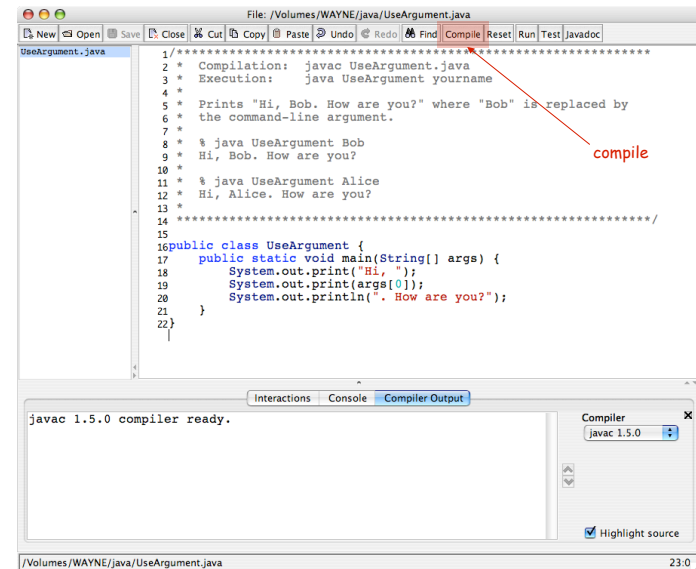 File: /Volumes/WAYNE/java/UseArgument.java
New Open Save Close Cut Copy Paste Undo Redo Find Compile Reset Run Test Javadoc
UseArgument.java
1/***************************************************************
2 *  Compilation:  javac UseArgument.java
3 *  Execution:    java UseArgument yourname
4 *
5 *  Prints "Hi, Bob. How are you?" where "Bob" is replaced by
6 *  the command-line argument.
7 *
8 *  % java UseArgument Bob
9 *  Hi, Bob. How are you?
10 *
11 *  % java UseArgument Alice
12 *  Hi, Alice. How are you?
13 *
14 ***************************************************************/
15
16public class UseArgument {
17    public static void main(String[] args) {
18        System.out.print("Hi, ");
19        System.out.print(args[0]);
20        System.out.println(". How are you?");
21    }
22}
compile
Interactions Console Compiler Output
javac 1.5.0 compiler ready.
Compiler
javac 1.5.0
Highlight source
/Volumes/WAYNE/java/UseArgument.java 23:0